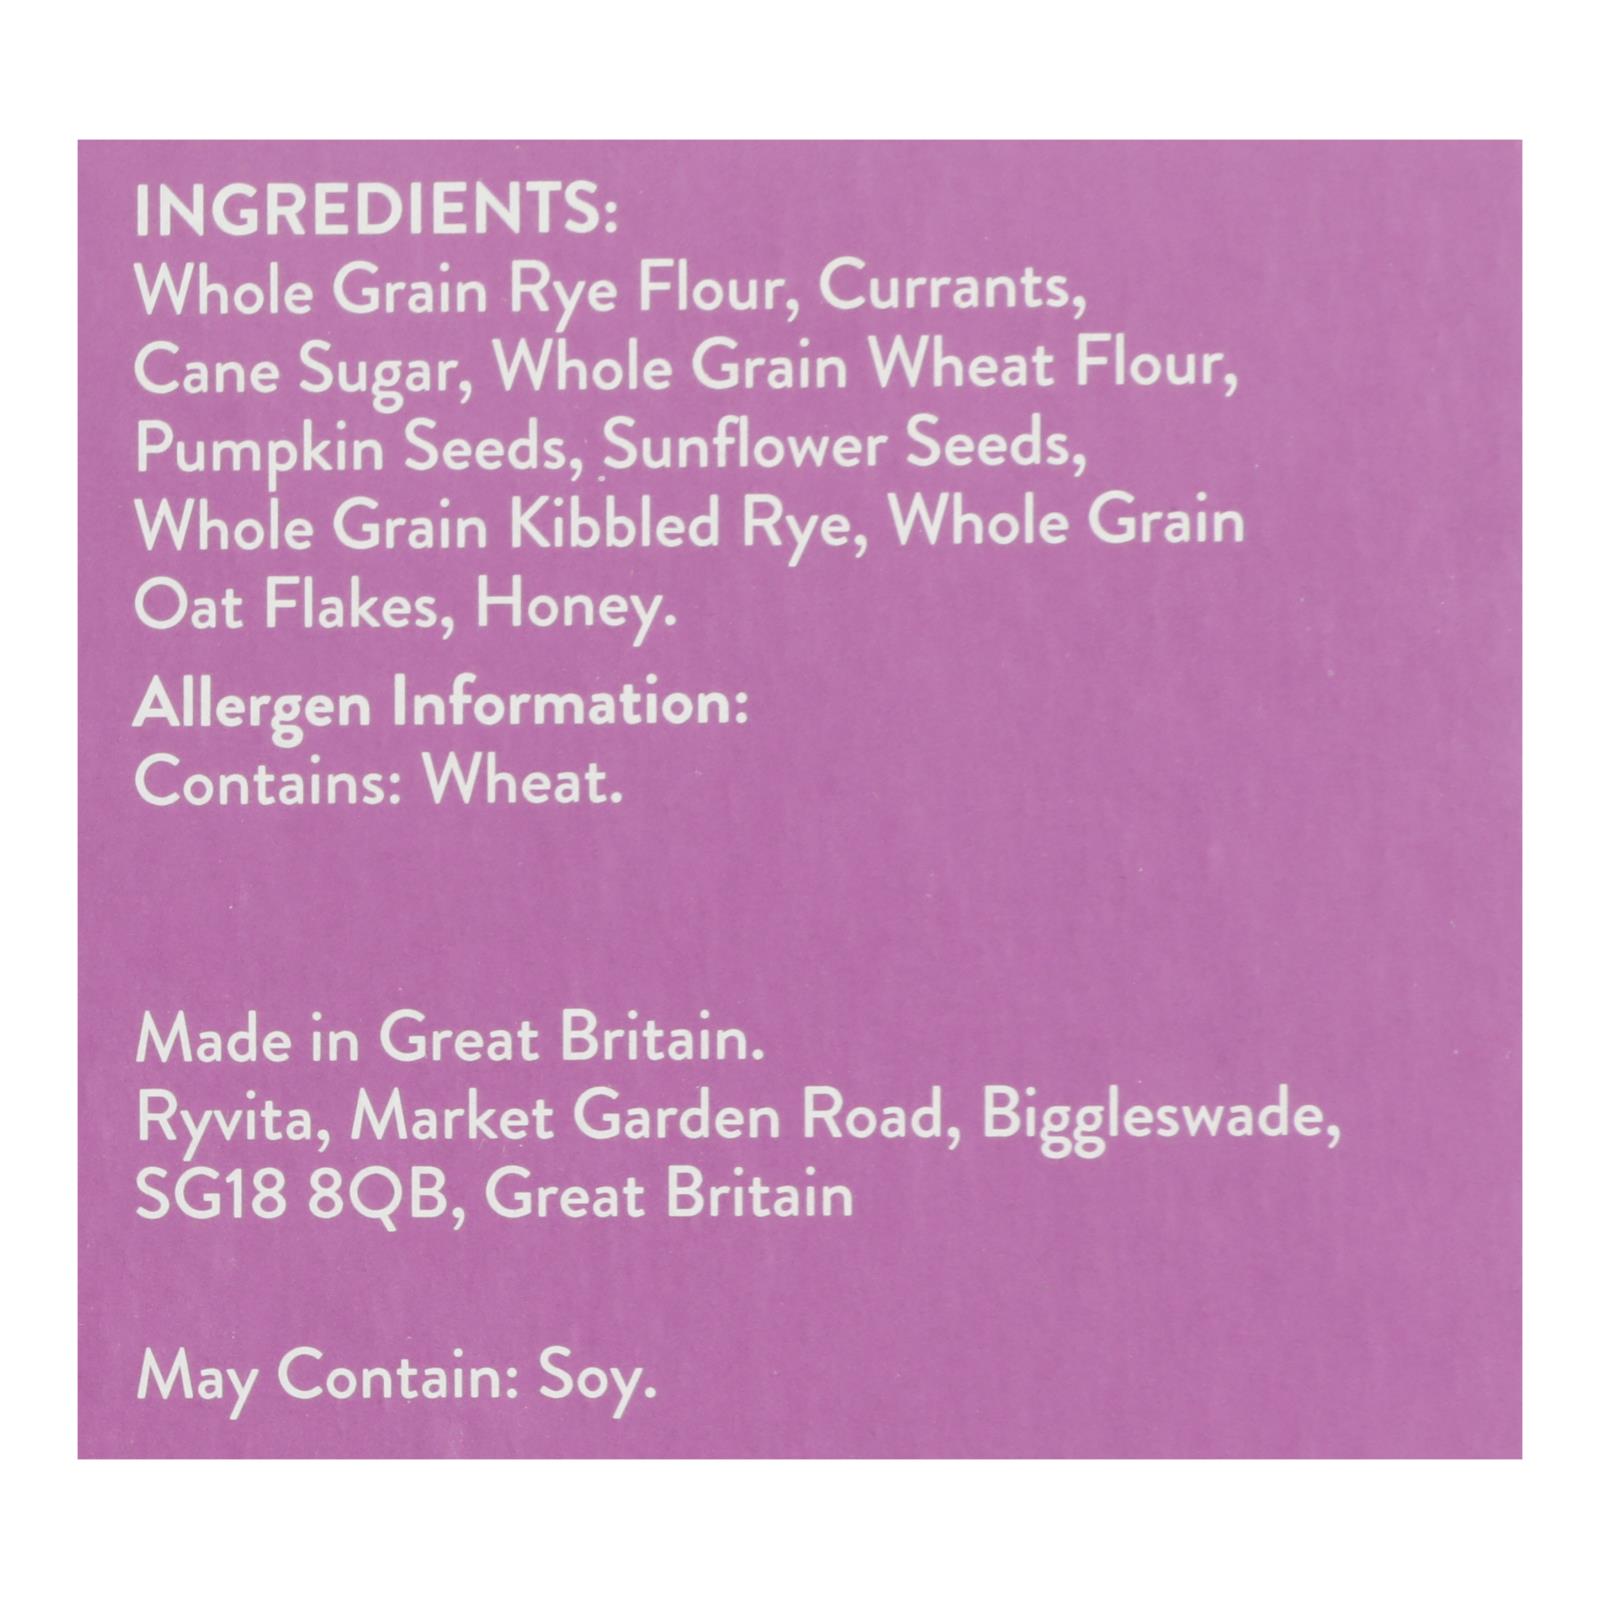 INGREDIENTS:
Whole Grain Rye Flour, Currants,
Cane Sugar, Whole Grain Wheat Flour,
Pumpkin Seeds, Sunflower Seeds,
Whole Grain Kibbled Rye, Whole Grain
Oat Flakes, Honey.
Allergen Information:
Contains: Wheat.
Made in Great Britain.
Ryvita, Market Garden Road, Biggleswade,
SG18 8QB, Great Britain
May Contain: Soy.